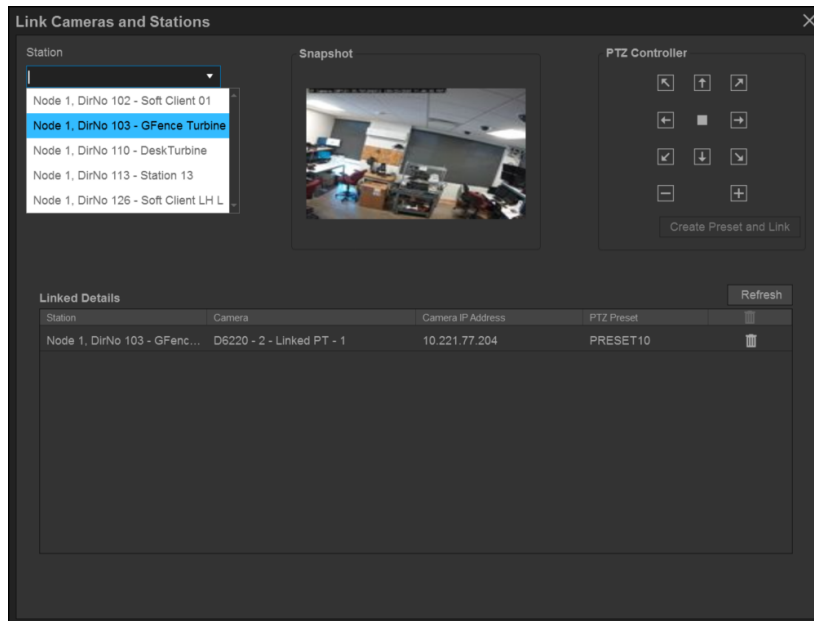 Link Cameras and Stations
Station
Node 1, DirNo 102 - Soft Client 01
Node 1, DirNo 103 - GFence Turbine
Node 1, DirNo 110 - DeskTurbine
Node 1, DirNo 113 - Station 13
Node 1, DirNo 126 - Soft Client LH L
Snapshot
PTZ Controller
Create Preset and Link
Linked Details
Refresh
Station Camera Camera IP Address PTZ Preset
Node 1, DirNo 103 - GFenc... D6220 - 2 - Linked PT - 1 10.221.77.204 PRESET10